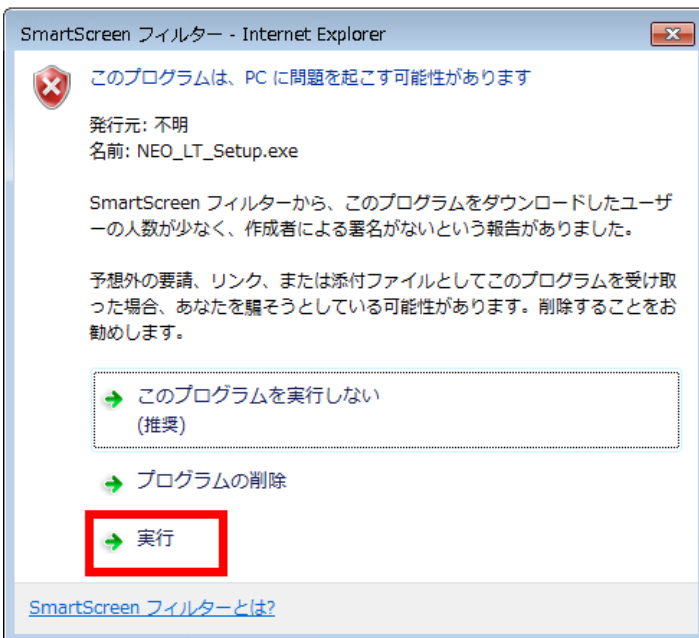 SmartScreen フィルター - Internet Explorer
このプログラムは、PC に問題を起こす可能性があります
発行元: 不明
名前: NEO_LT_Setup.exe
SmartScreen フィルターから、このプログラムをダウンロードしたユーザ
ーの人数が少なく、作成者による署名がないという報告がありました。
予想外の要請、リンク、または添付ファイルとしてこのプログラムを受け取
った場合、あなたを騙そうとしている可能性があります。削除することをお
勧めします。
このプログラムを実行しない
(推奨)
プログラムの削除
実行
SmartScreen フィルターとは?